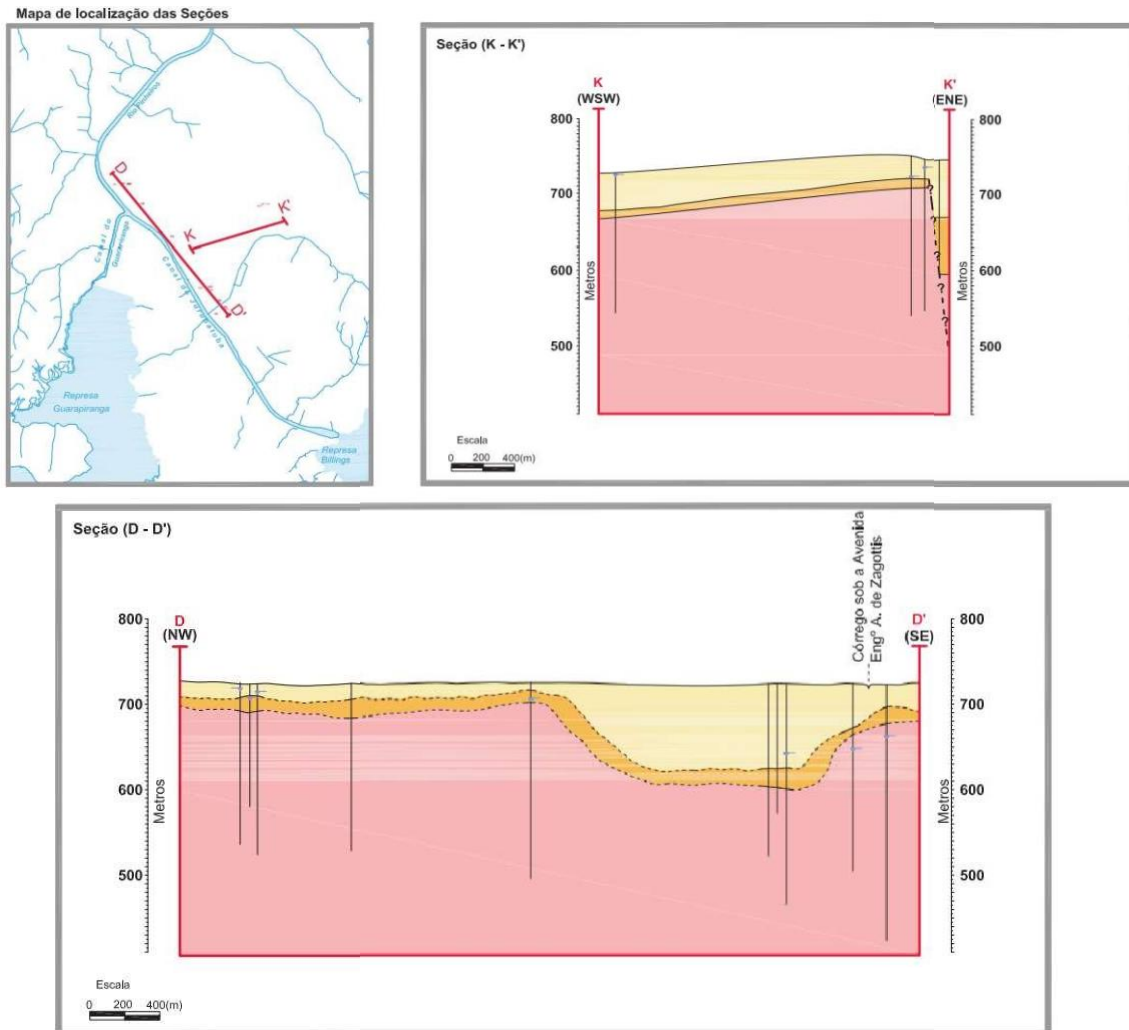 Mapa de localização das Seções
Rio Pinheiros
D
D'
K
K'
Canal do
Guarapiranga
Canal do Jurubatuba
Represa
Guarapiranga
Represa
Billings
Seção (K - K')
K
(WSW)
K'
(ENE)
800
700
600
500
Metros
800
700
600
500
Metros
?
?
?
?
?
Escala
0 200 400(m)
Seção (D - D')
Córrego sob a Avenida
Engº A. de Zagottis
D
(NW)
D'
(SE)
800
700
600
500
Metros
800
700
600
500
Metros
Escala
0 200 400(m)